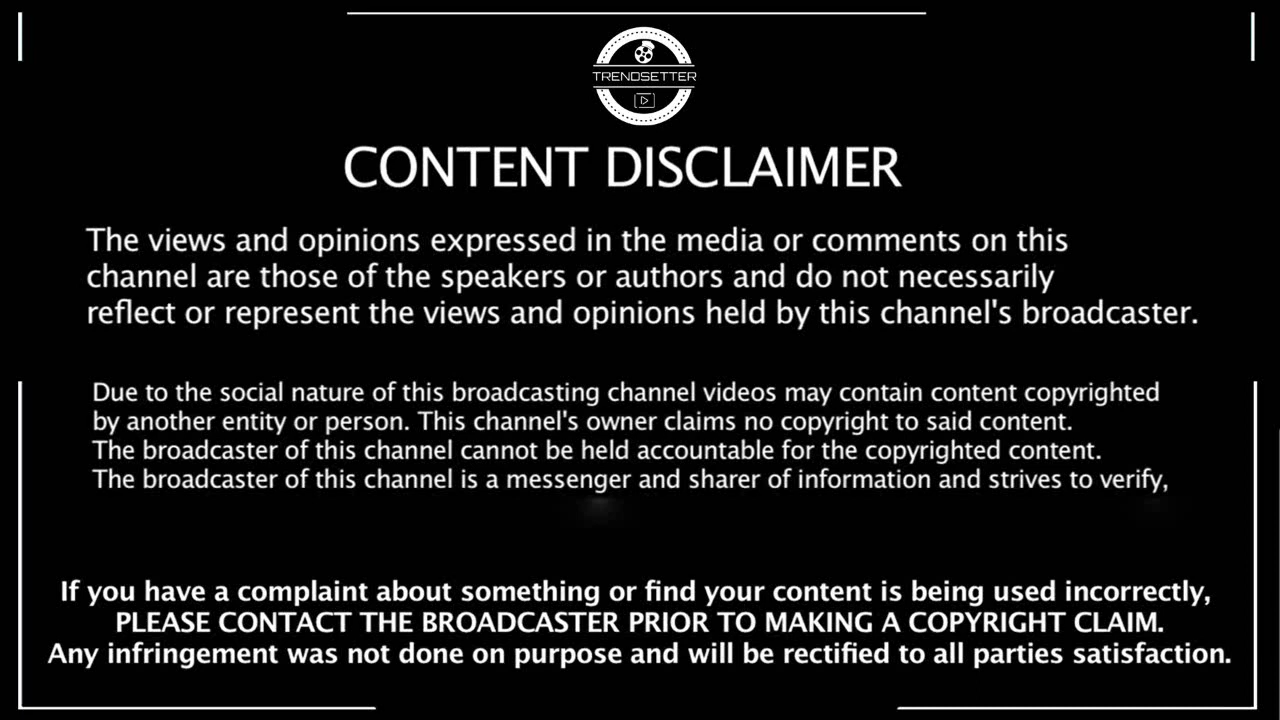 TRENDSETTER
CONTENT DISCLAIMER
The views and opinions expressed in the media or comments on this
channel are those of the speakers or authors and do not necessarily
reflect or represent the views and opinions held by this channel's broadcaster.
Due to the social nature of this broadcasting channel videos may contain content copyrighted
by another entity or person. This channel's owner claims no copyright to said content.
The broadcaster of this channel cannot be held accountable for the copyrighted content.
The broadcaster of this channel is a messenger and sharer of information and strives to verify,
If you have a complaint about something or find your content is being used incorrectly,
PLEASE CONTACT THE BROADCASTER PRIOR TO MAKING A COPYRIGHT CLAIM.
Any infringement was not done on purpose and will be rectified to all parties satisfaction.